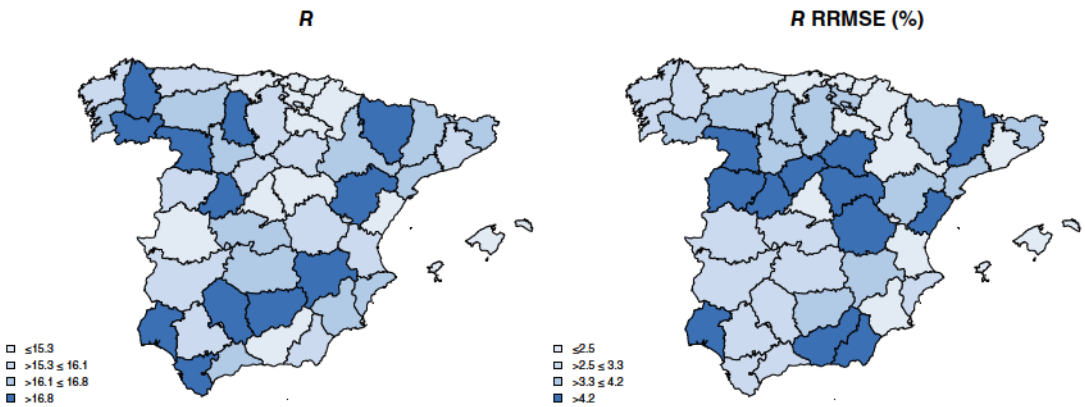 R
R RRMSE (%)
≤15.3
>15.3 ≤ 16.1
>16.1 ≤ 16.8
>16.8
≤2.5
>2.5 ≤ 3.3
>3.3 ≤ 4.2
>4.2